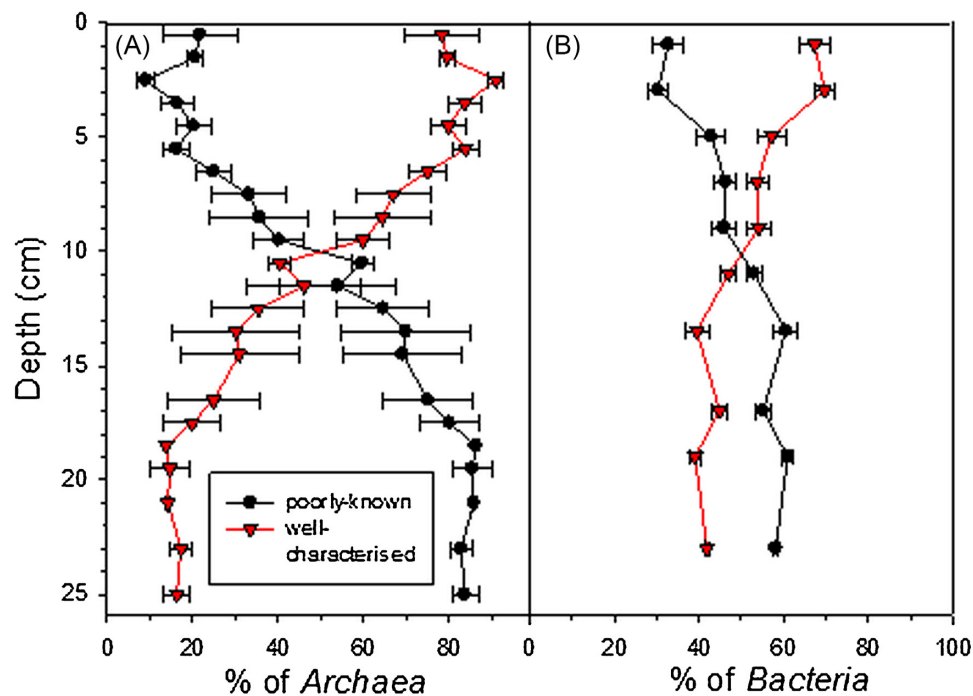 (A)
(B)
0
5
10
15
20
25
Depth (cm)
poorly-known
well-
characterised
0 20 40 60 80 0 20 40 60 80 100
% of Archaea % of Bacteria